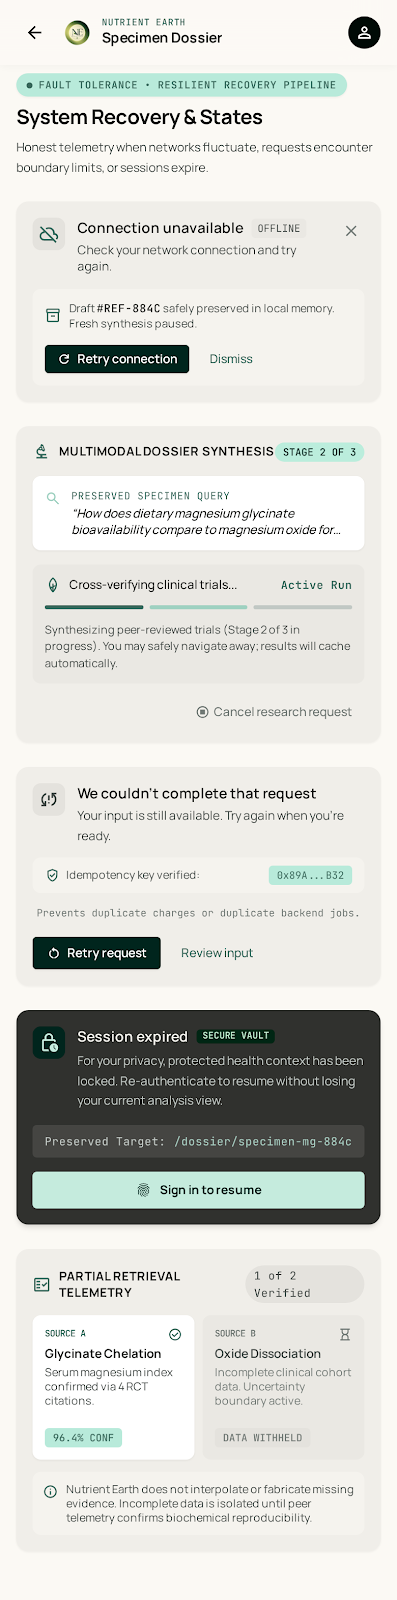 NUTRIENT EARTH
Specimen Dossier
FAULT TOLERANCE • RESILIENT RECOVERY PIPELINE
System Recovery & States
Honest telemetry when networks fluctuate, requests encounter
boundary limits, or sessions expire.
Connection unavailable OFFLINE
Check your network connection and try
again.
Draft #REF-884C safely preserved in local memory.
Fresh synthesis paused.
Retry connection Dismiss
MULTIMODAL DOSSIER SYNTHESIS STAGE 2 OF 3
PRESERVED SPECIMEN QUERY
"How does dietary magnesium glycinate
bioavailability compare to magnesium oxide for...
Cross-verifying clinical trials... Active Run
Synthesizing peer-reviewed trials (Stage 2 of 3 in
progress). You may safely navigate away; results will cache
automatically.
Cancel research request
We couldn't complete that request
Your input is still available. Try again when you're
ready.
Idempotency key verified: 0x89A...B32
Prevents duplicate charges or duplicate backend jobs.
Retry request Review input
Session expired SECURE VAULT
For your privacy, protected health context has been
locked. Re-authenticate to resume without losing
your current analysis view.
Preserved Target: /dossier/specimen-mg-884c
Sign in to resume
PARTIAL RETRIEVAL
TELEMETRY
1 of 2
Verified
SOURCE A
Glycinate Chelation
Serum magnesium index
confirmed via 4 RCT
citations.
96.4% CONF
SOURCE B
Oxide Dissociation
Incomplete clinical cohort
data. Uncertainty
boundary active.
DATA WITHHELD
Nutrient Earth does not interpolate or fabricate missing
evidence. Incomplete data is isolated until peer
telemetry confirms biochemical reproducibility.